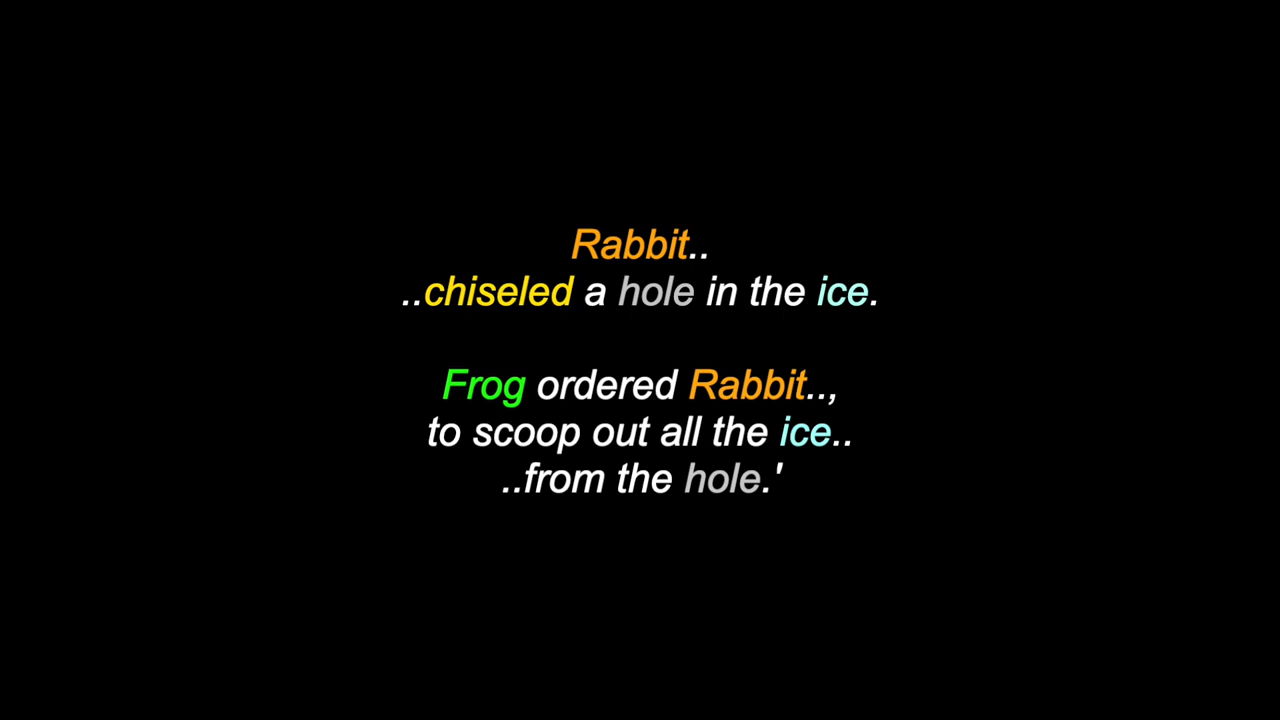 Rabbit..
..chiseled a hole in the ice.
Frog ordered Rabbit..,
to scoop out all the ice..
..from the hole.'